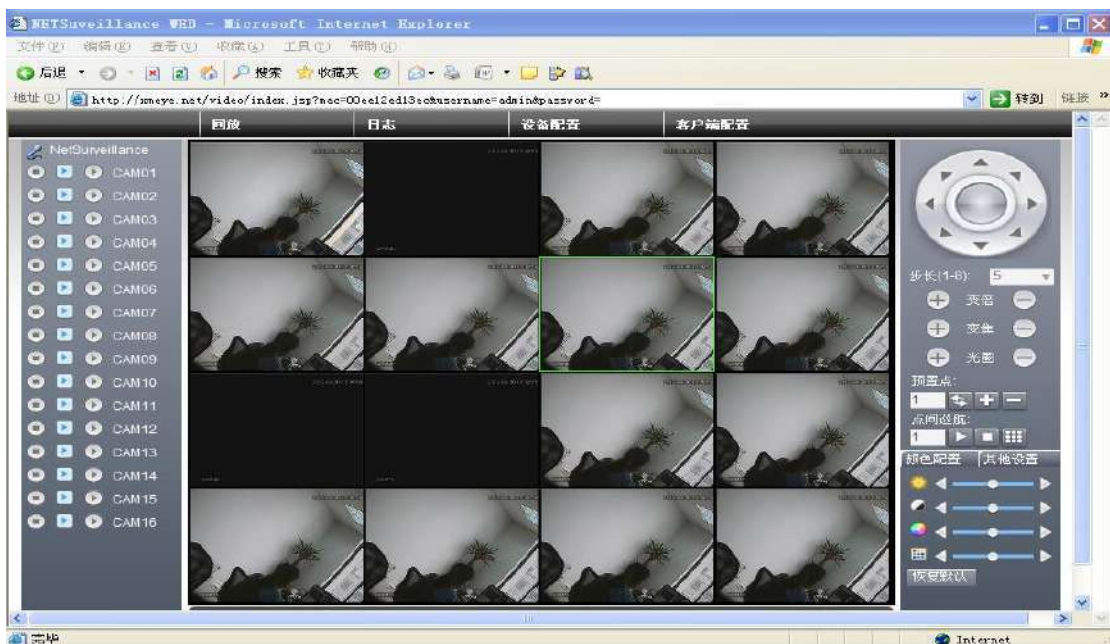 NETSuveillance WEB - Microsoft Internet Explorer
文件(F) 编辑(E) 查看(V) 收藏(A) 工具(T) 帮助(H)
后退 搜索 收藏夹
地址(D) http://xmeye.net/video/index.jsp?mac=00ee12ed13ec&username=admin&password= 转到 链接 »
回放 日志 设备配置 客户端配置
NetSurveillance
CAM01
CAM02
CAM03
CAM04
CAM05
CAM06
CAM07
CAM08
CAM09
CAM10
CAM11
CAM12
CAM13
CAM14
CAM15
CAM16
步长(1-8): 5
变倍
变焦
光圈
预置点:
1
点间巡航:
1
颜色配置 其他设置
恢复默认
完毕 Internet